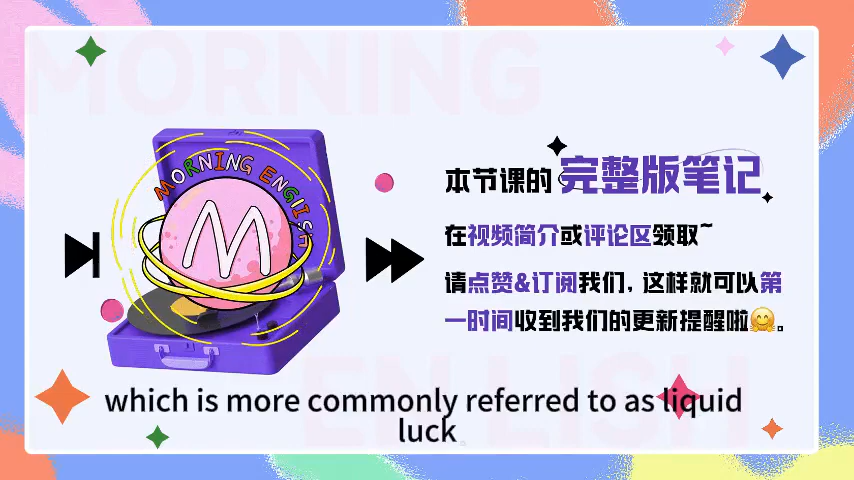 MORNING
MORNING ENGLISH
M
本节课的 完整版笔记
在视频简介或评论区领取~
请点赞&订阅我们, 这样就可以第
一时间收到我们的更新提醒啦🤗。
ENGLISH
which is more commonly referred to as liquid
luck